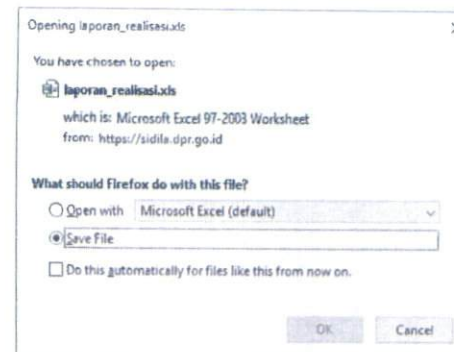 Opening laporan_realisasi.xls
You have chosen to open:
laporan_realisasi.xls
which is: Microsoft Excel 97-2003 Worksheet
from: https://sidila.dpr.go.id
What should Firefox do with this file?
Open with Microsoft Excel (default)
Save File
Do this automatically for files like this from now on.
OK Cancel